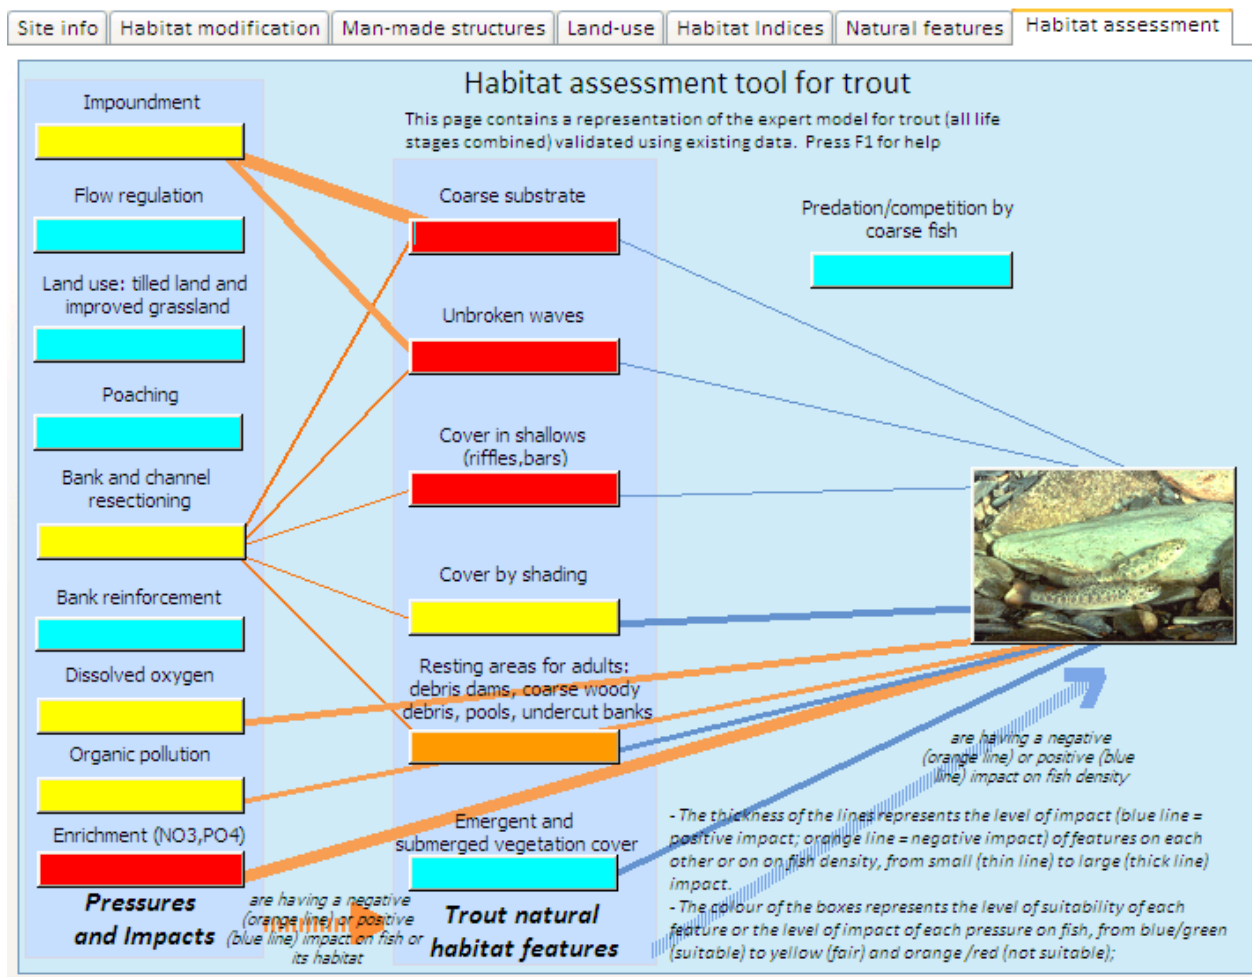 Site info
Habitat modification
Man-made structures
Land-use
Habitat Indices
Natural features
Habitat assessment
Habitat assessment tool for trout
This page contains a representation of the expert model for trout (all life
stages combined) validated using existing data. Press F1 for help
Impoundment
Flow regulation
Land use: tilled land and
improved grassland
Poaching
Bank and channel
resectioning
Bank reinforcement
Dissolved oxygen
Organic pollution
Enrichment (NO3,PO4)
Pressures
and Impacts
are having a negative
(orange line) or positive
(blue line) impact on fish or
its habitat
Coarse substrate
Unbroken waves
Cover in shallows
(riffles,bars)
Cover by shading
Resting areas for adults:
debris dams, coarse woody
debris, pools, undercut banks
Emergent and
submerged vegetation cover
Trout natural
habitat features
Predation/competition by
coarse fish
are having a negative
(orange line) or positive (blue
line) impact on fish density
- The thickness of the lines represents the level of impact (blue line =
positive impact; orange line = negative impact) of features on each
other or on on fish density, from small (thin line) to large (thick line)
impact.
- The colour of the boxes represents the level of suitability of each
feature or the level of impact of each pressure on fish, from blue/green
(suitable) to yellow (fair) and orange /red (not suitable);